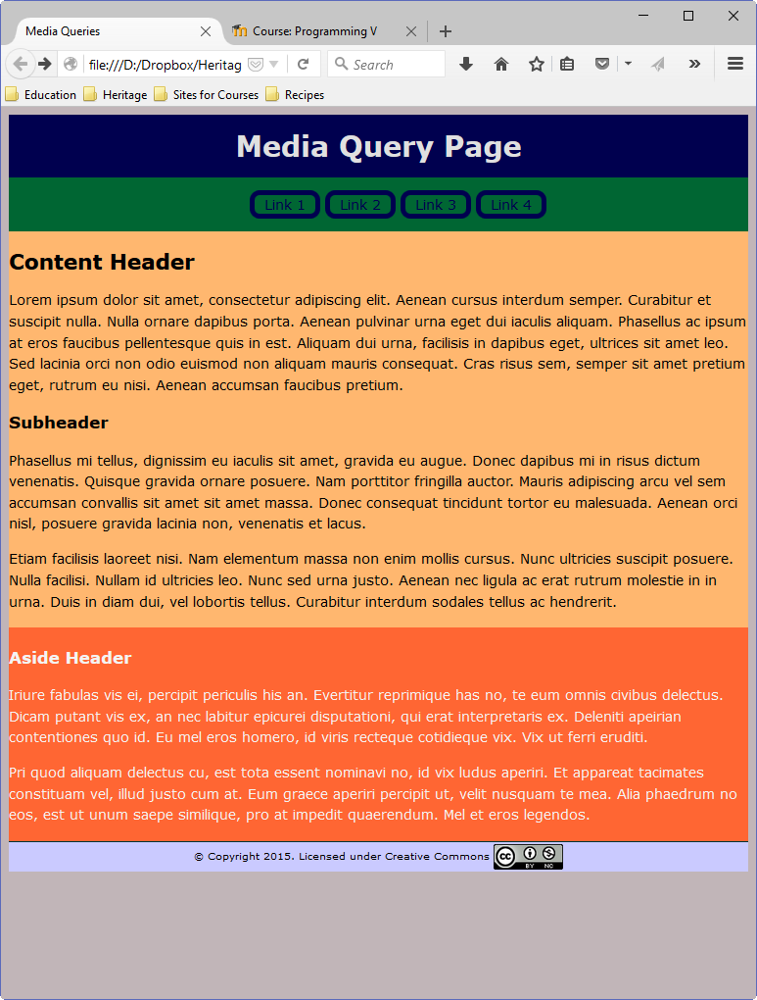 Media Queries
Course: Programming V
file:///D:/Dropbox/Heritag
Search
Education Heritage Sites for Courses Recipes
Media Query Page
Link 1 Link 2 Link 3 Link 4
Content Header
Lorem ipsum dolor sit amet, consectetur adipiscing elit. Aenean cursus interdum semper. Curabitur et
suscipit nulla. Nulla ornare dapibus porta. Aenean pulvinar urna eget dui iaculis aliquam. Phasellus ac ipsum
at eros faucibus pellentesque quis in est. Aliquam dui urna, facilisis in dapibus eget, ultrices sit amet leo.
Sed lacinia orci non odio euismod non aliquam mauris consequat. Cras risus sem, semper sit amet pretium
eget, rutrum eu nisi. Aenean accumsan faucibus pretium.
Subheader
Phasellus mi tellus, dignissim eu iaculis sit amet, gravida eu augue. Donec dapibus mi in risus dictum
venenatis. Quisque gravida ornare posuere. Nam porttitor fringilla auctor. Mauris adipiscing arcu vel sem
accumsan convallis sit amet sit amet massa. Donec consequat tincidunt tortor eu malesuada. Aenean orci
nisl, posuere gravida lacinia non, venenatis et lacus.
Etiam facilisis laoreet nisi. Nam elementum massa non enim mollis cursus. Nunc ultricies suscipit posuere.
Nulla facilisi. Nullam id ultricies leo. Nunc sed urna justo. Aenean nec ligula ac erat rutrum molestie in in
urna. Duis in diam dui, vel lobortis tellus. Curabitur interdum sodales tellus ac hendrerit.
Aside Header
Iriure fabulas vis ei, percipit periculis his an. Evertitur reprimique has no, te eum omnis civibus delectus.
Dicam putant vis ex, an nec labitur epicurei disputationi, qui erat interpretaris ex. Deleniti apeirian
contentiones quo id. Eu mel eros homero, id viris recteque cotidieque vix. Vix ut ferri eruditi.
Pri quod aliquam delectus cu, est tota essent nominavi no, id vix ludus aperiri. Et appareat tacimates
constituam vel, illud justo cum at. Eum graece aperiri percipit ut, velit nusquam te mea. Alia phaedrum no
eos, est ut unum saepe similique, pro at impedit quaerendum. Mel et eros legendos.
© Copyright 2015. Licensed under Creative Commons
cc BY NC